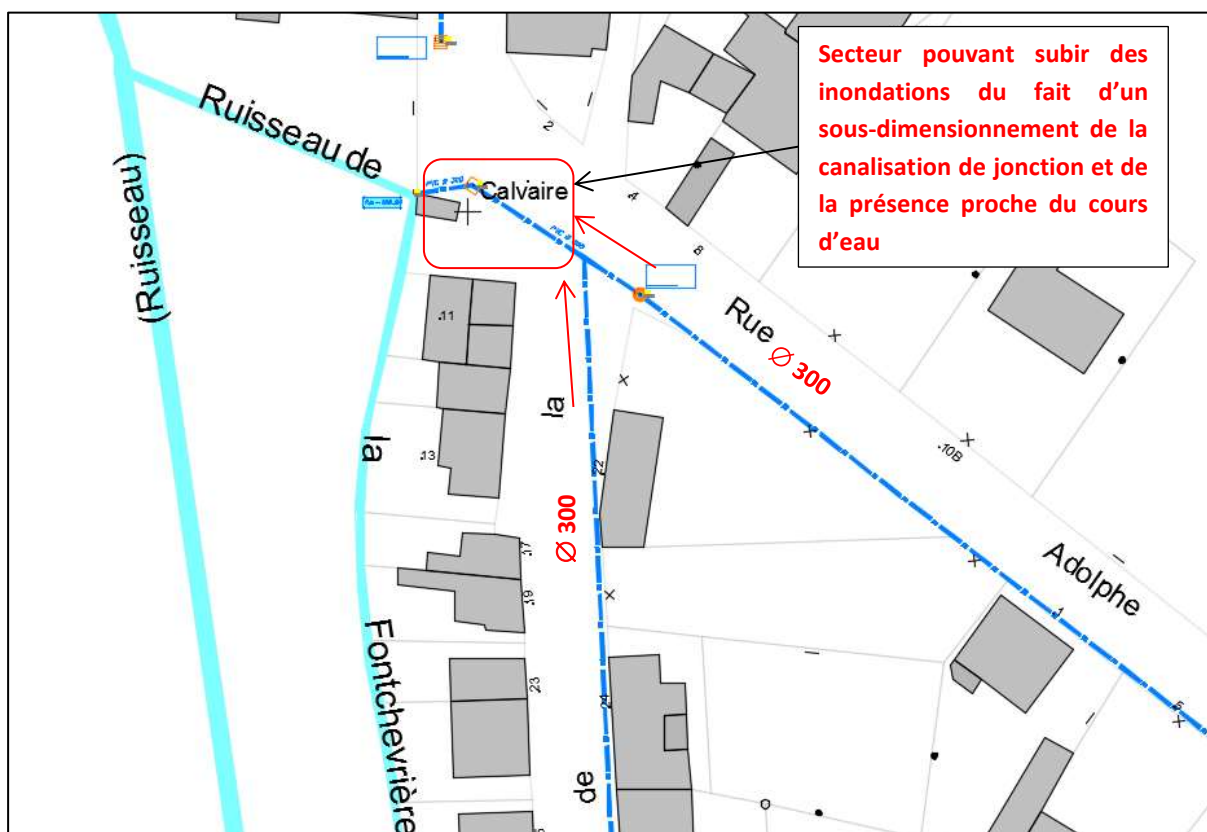 Secteur pouvant subir des
inondations du fait d'un
sous-dimensionnement de la
canalisation de jonction et de
la présence proche du cours
d'eau
Ruisseau de
(Ruisseau)
Calvaire
2
4
8
.11
Rue
Ø 300
la
la
.13
22
.10B
Ø 300
.17
.19
Adolphe
1
Fontchevrière
23
24
5
de